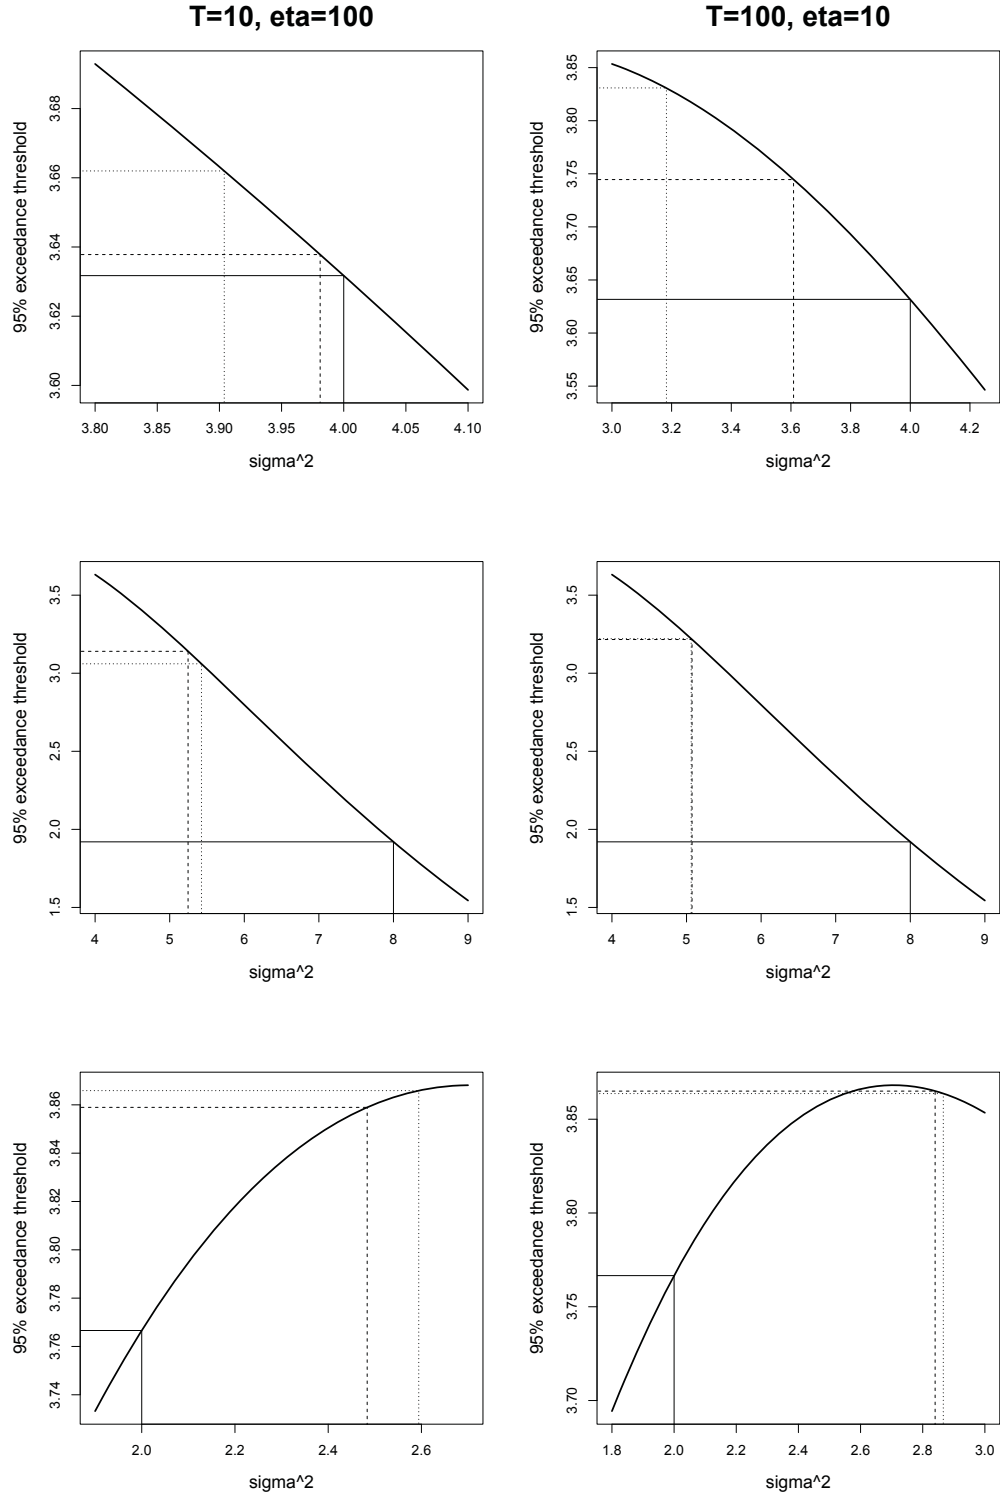 T=10, eta=100
T=100, eta=10
95% exceedance threshold
3.68
3.66
3.64
3.62
3.60
3.80 3.85 3.90 3.95 4.00 4.05 4.10
sigma^2
95% exceedance threshold
3.85
3.80
3.75
3.70
3.65
3.60
3.55
3.0 3.2 3.4 3.6 3.8 4.0 4.2
sigma^2
95% exceedance threshold
3.5
3.0
2.5
2.0
1.5
4 5 6 7 8 9
sigma^2
95% exceedance threshold
3.5
3.0
2.5
2.0
1.5
4 5 6 7 8 9
sigma^2
95% exceedance threshold
3.86
3.84
3.82
3.80
3.78
3.76
3.74
2.0 2.2 2.4 2.6
sigma^2
95% exceedance threshold
3.85
3.80
3.75
3.70
1.8 2.0 2.2 2.4 2.6 2.8 3.0
sigma^2